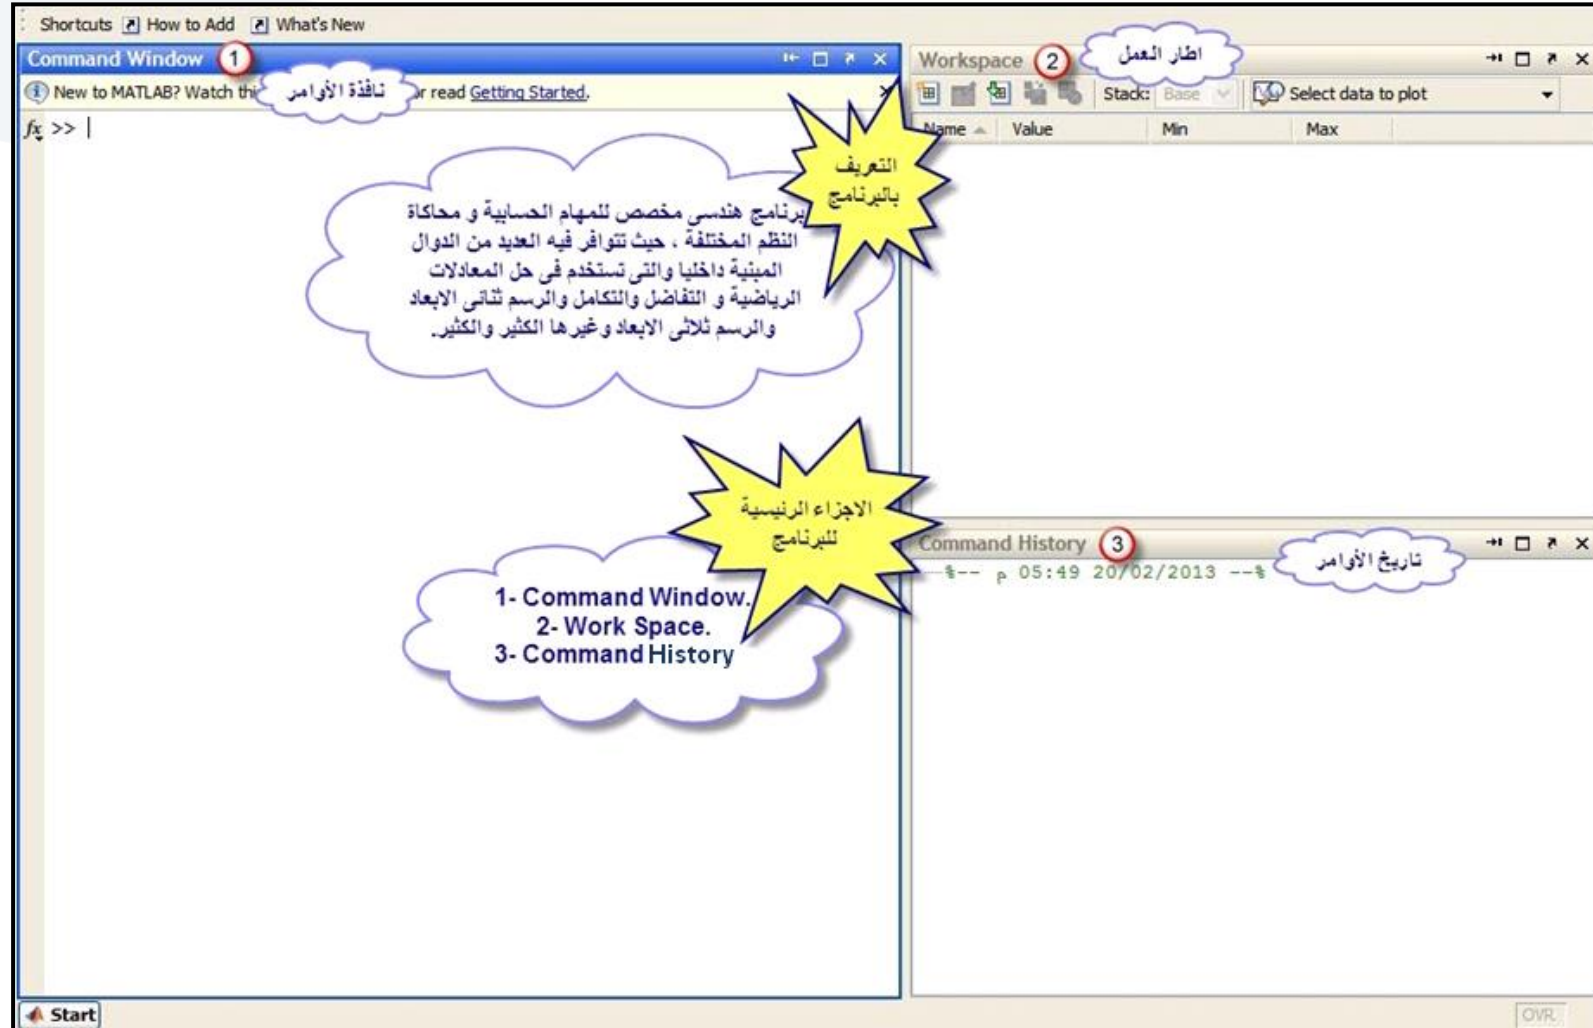 Shortcuts How to Add What's New
Command Window 1
نافذة الأوامر
New to MATLAB? Watch thi
r read Getting Started.
fx >>
التعريف
بالبرنامج
برنامج هندسى مخصص للمهام الحسابية و محاكاة
النظم المختلفة ، حيث تتوافر فيه العديد من الدوال
المبنية داخليا والتى تستخدم فى حل المعادلات
الرياضية و التفاضل والتكامل والرسم ثنائى الابعاد
والرسم ثلاثى الابعاد وغيرها الكثير والكثير.
الاجزاء الرئيسية
للبرنامج
1- Command Window.
2- Work Space.
3- Command History
Workspace 2
اطار العمل
Stack: Base Select data to plot
Name Value Min Max
Command History 3
تاريخ الأوامر
%-- م 05:49 20/02/2013 --%
Start
OVR